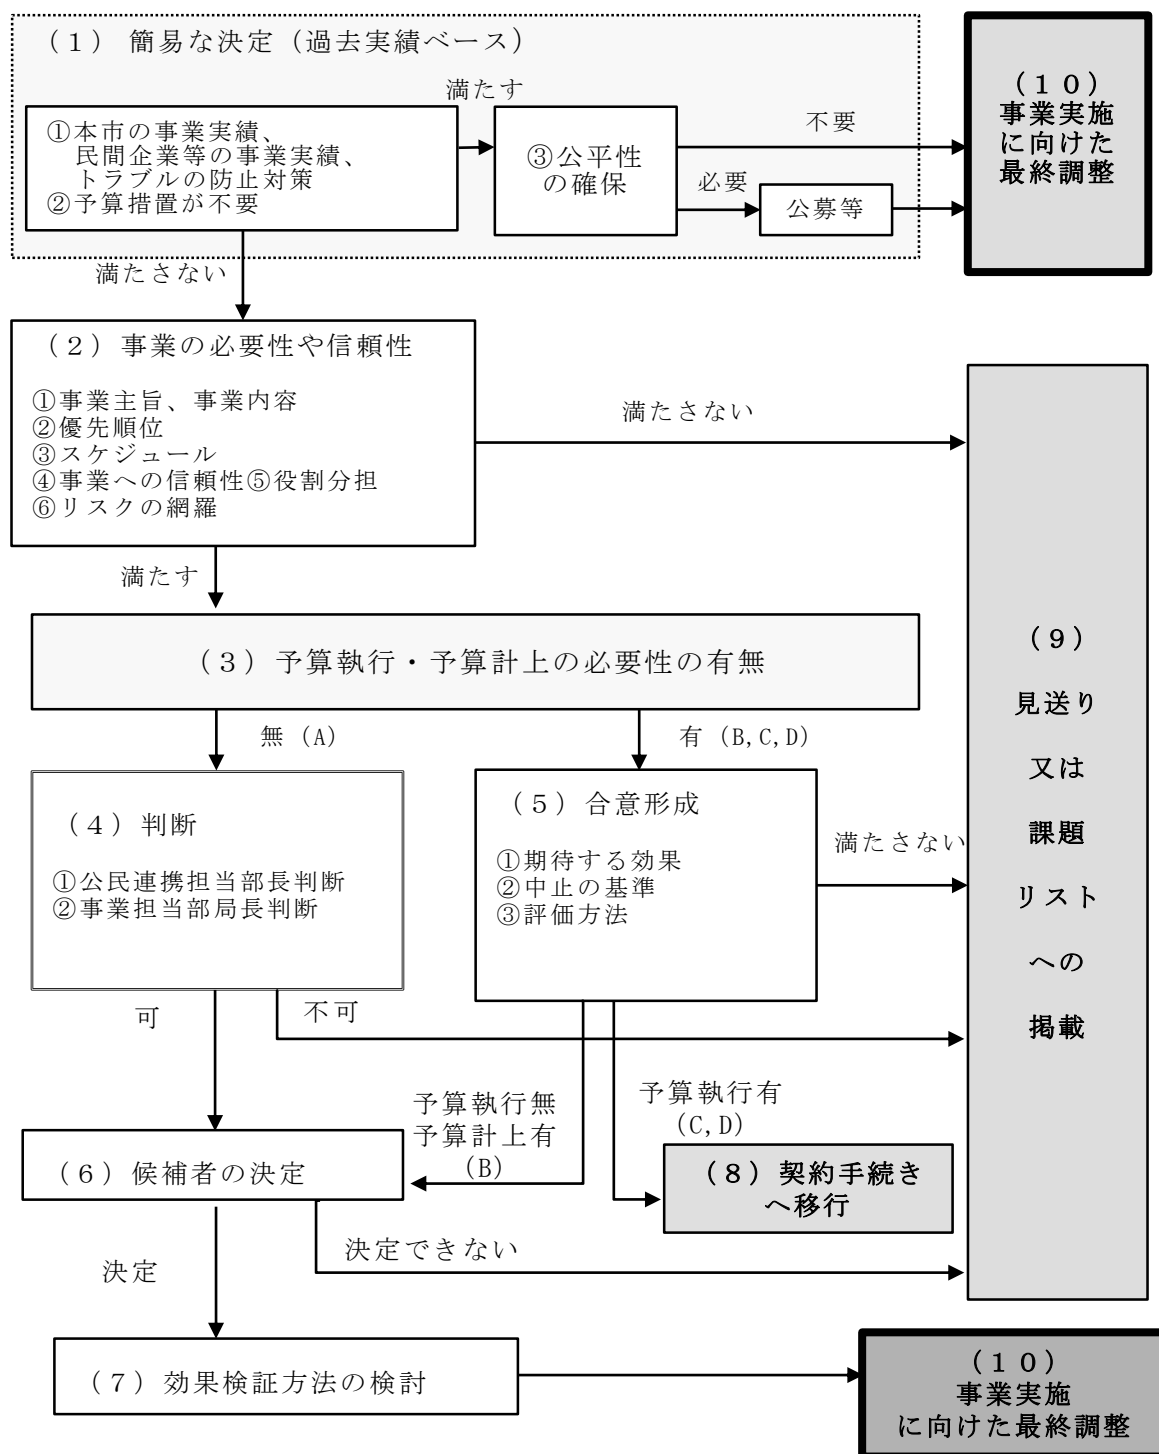 （１）簡易な決定（過去実績ベース）
満たす
①本市の事業実績、
民間企業等の事業実績、
トラブルの防止対策
②予算措置が不要
③公平性
の確保
不要
必要
公募等
（１０）
事業実施
に向けた
最終調整
満たさない
（２）事業の必要性や信頼性
①事業主旨、事業内容
②優先順位
③スケジュール
④事業への信頼性⑤役割分担
⑥リスクの網羅
満たさない
満たす
（３）予算執行・予算計上の必要性の有無
無（A）
有（B,C,D）
（４）判断
①公民連携担当部長判断
②事業担当部局長判断
（５）合意形成
①期待する効果
②中止の基準
③評価方法
満たさない
（９）
見送り
又は
課題
リスト
への
掲載
可
不可
予算執行無
予算計上有
（B）
予算執行有
（C,D）
（６）候補者の決定
（８）契約手続き
へ移行
決定
決定できない
（７）効果検証方法の検討
（１０）
事業実施
に向けた最終調整